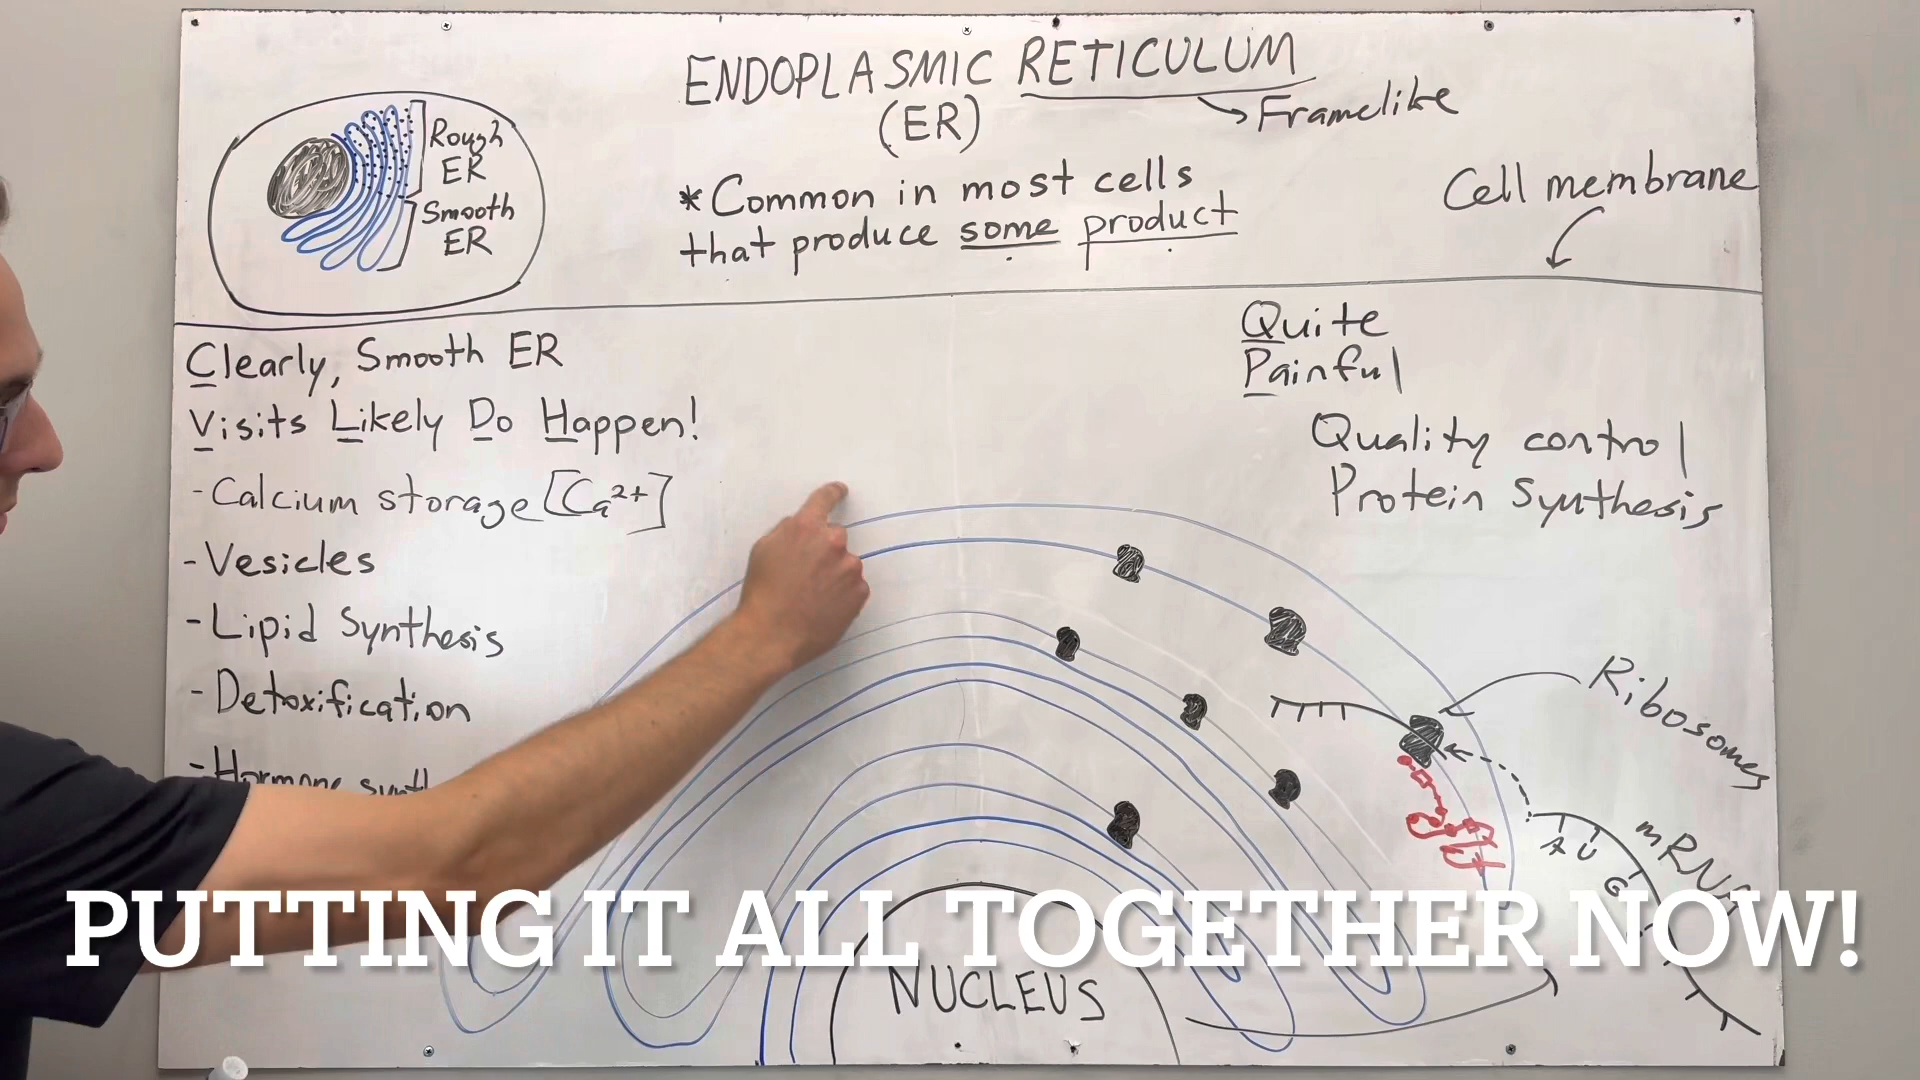 ENDOPLASMIC RETICULUM
(ER)
Framelike
*Common in most cells
that produce some product
Rough
ER
Smooth
ER
Cell membrane
Clearly, Smooth ER
Visits Likely Do Happen!
-Calcium storage [Ca²⁺]
-Vesicles
-Lipid Synthesis
-Detoxification
-Hormone
Quite
Painful
Quality control
Protein Synthesis
Ribosomes
mRNA
A U
G
NUCLEUS
PUTTING IT ALL TOGETHER NOW!